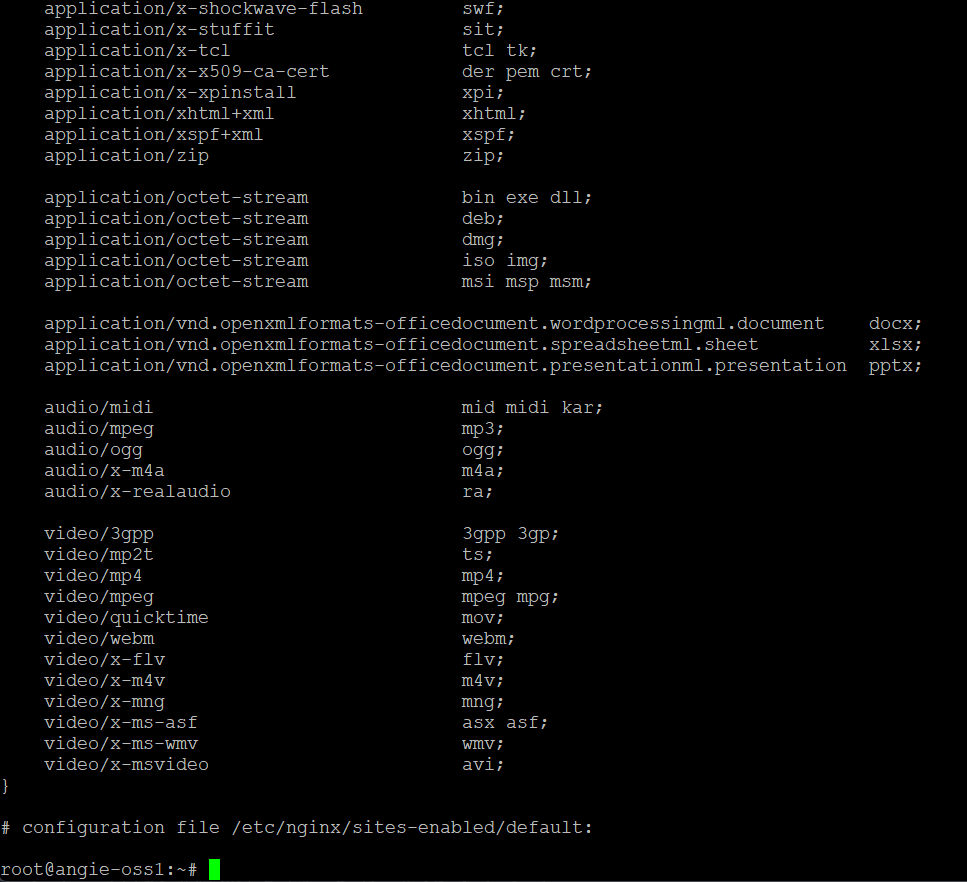 application/x-shockwave-flash swf;
application/x-stuffit sit;
application/x-tcl tcl tk;
application/x-x509-ca-cert der pem crt;
application/x-xpinstall xpi;
application/xhtml+xml xhtml;
application/xspf+xml xspf;
application/zip zip;
application/octet-stream bin exe dll;
application/octet-stream deb;
application/octet-stream dmg;
application/octet-stream iso img;
application/octet-stream msi msp msm;
application/vnd.openxmlformats-officedocument.wordprocessingml.document docx;
application/vnd.openxmlformats-officedocument.spreadsheetml.sheet xlsx;
application/vnd.openxmlformats-officedocument.presentationml.presentation pptx;
audio/midi mid midi kar;
audio/mpeg mp3;
audio/ogg ogg;
audio/x-m4a m4a;
audio/x-realaudio ra;
video/3gpp 3gpp 3gp;
video/mp2t ts;
video/mp4 mp4;
video/mpeg mpeg mpg;
video/quicktime mov;
video/webm webm;
video/x-flv flv;
video/x-m4v m4v;
video/x-mng mng;
video/x-ms-asf asx asf;
video/x-ms-wmv wmv;
video/x-msvideo avi;
}
# configuration file /etc/nginx/sites-enabled/default:
root@angie-oss1:~#